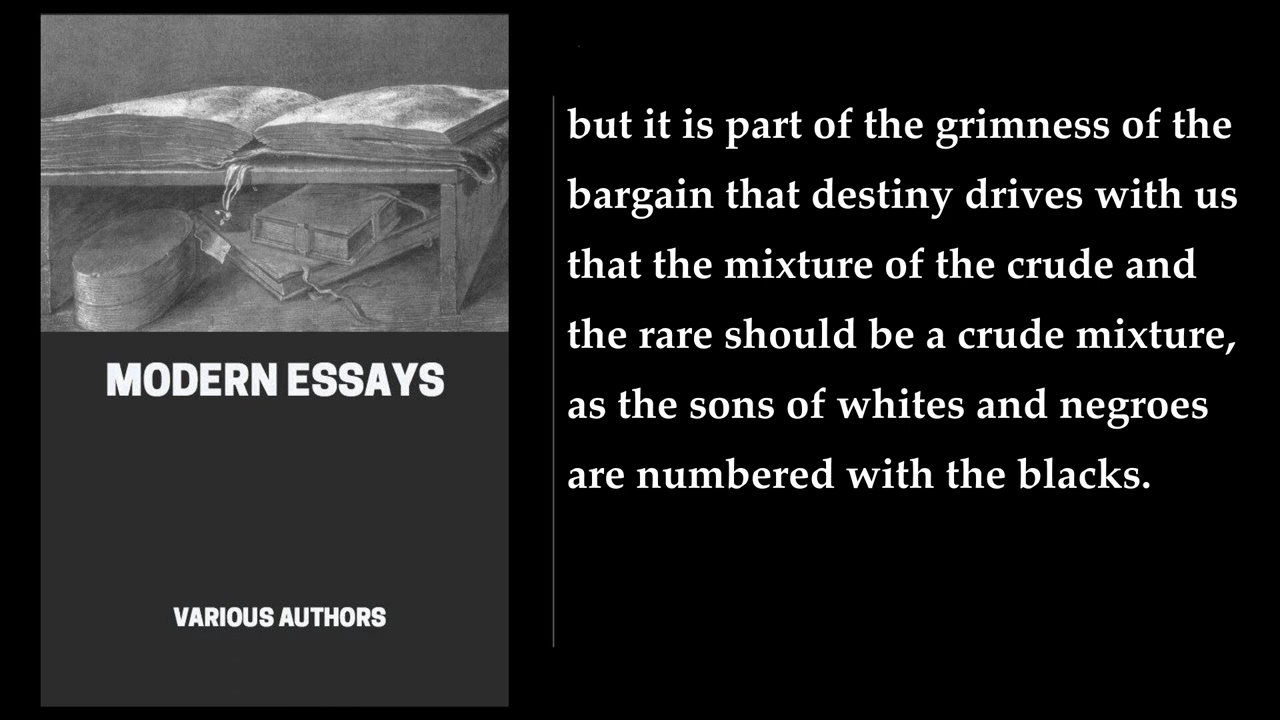 MODERN ESSAYS
VARIOUS AUTHORS
but it is part of the grimness of the
bargain that destiny drives with us
that the mixture of the crude and
the rare should be a crude mixture,
as the sons of whites and negroes
are numbered with the blacks.